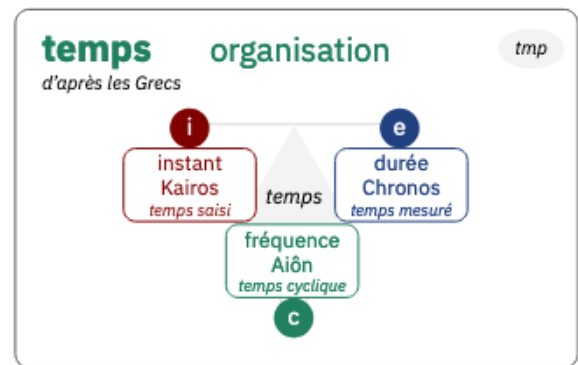 temps organisation
tmp
d'après les Grecs
i
e
instant
Kairos
temps saisi
temps
durée
Chronos
temps mesuré
fréquence
Aiôn
temps cyclique
c